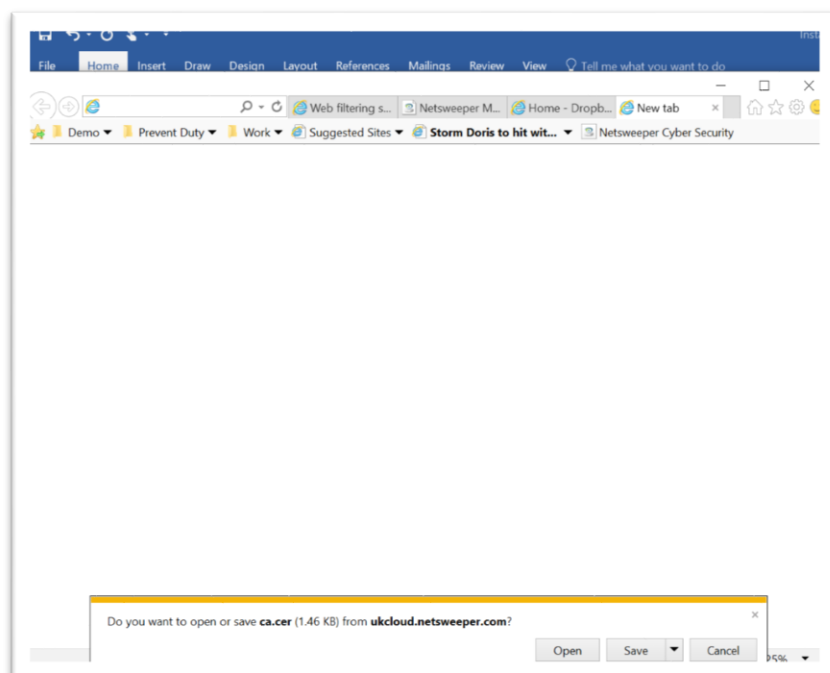 Inst
File Home Insert Draw Design Layout References Mailings Review View Tell me what you want to do
Web filtering s... Netsweeper M... Home - Dropb... New tab
Demo Prevent Duty Work Suggested Sites Storm Doris to hit wit... Netsweeper Cyber Security
Do you want to open or save ca.cer (1.46 KB) from ukcloud.netsweeper.com?
Open Save Cancel